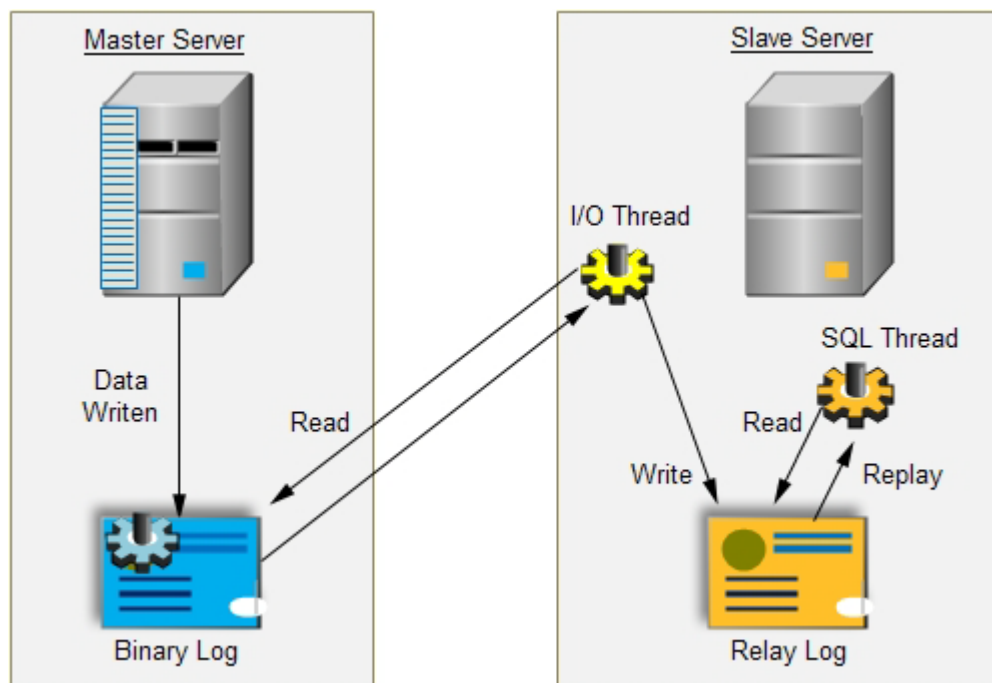 Master Server
Slave Server
I/O Thread
SQL Thread
Data
Writen
Read
Read
Write
Replay
Binary Log
Relay Log